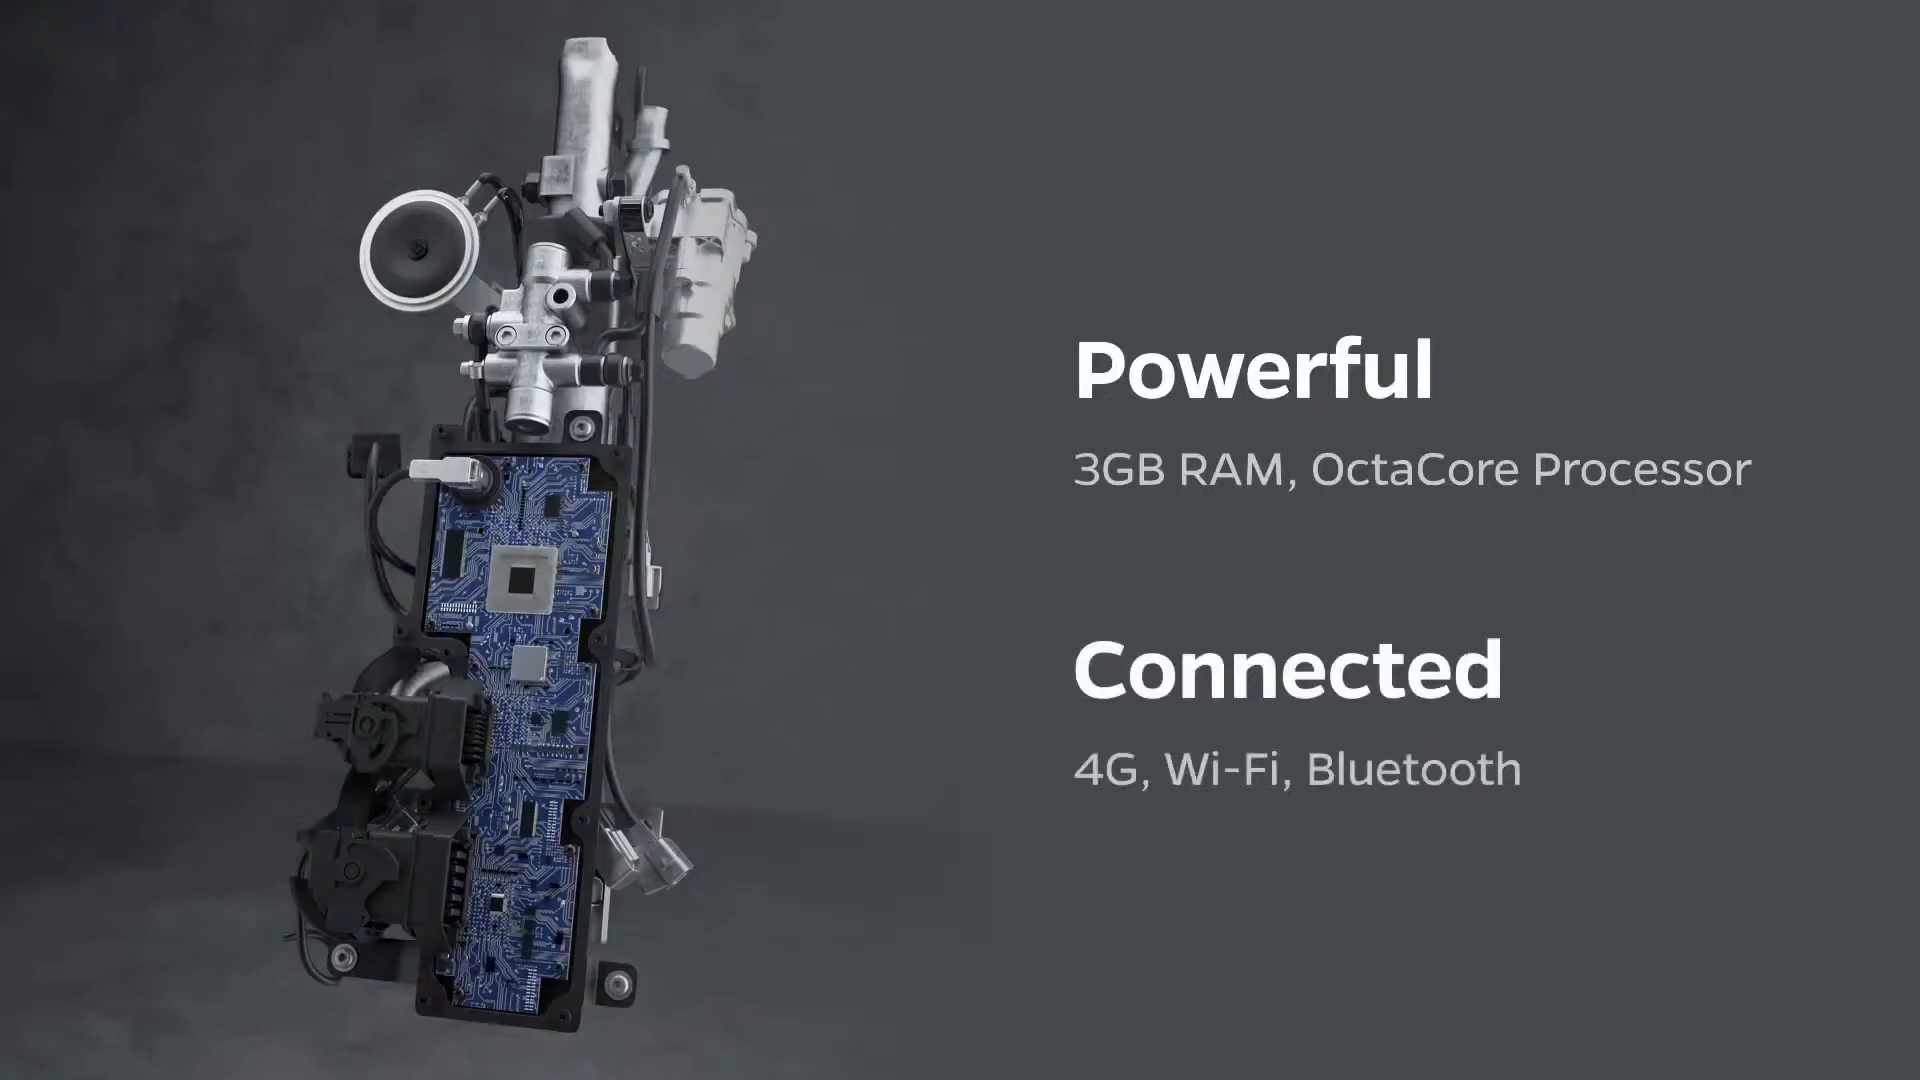 Powerful
3GB RAM, OctaCore Processor
Connected
4G, Wi-Fi, Bluetooth